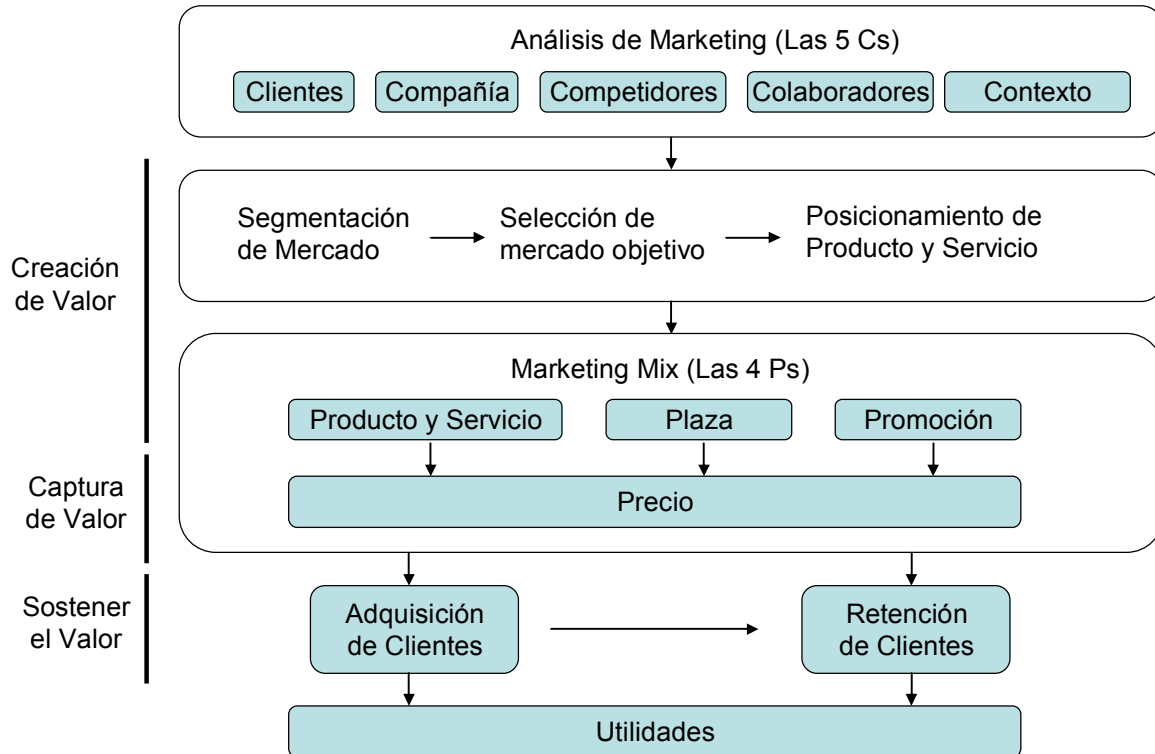 Análisis de Marketing (Las 5 Cs)
Clientes
Compañía
Competidores
Colaboradores
Contexto
Creación
de Valor
Segmentación
de Mercado
Selección de
mercado objetivo
Posicionamiento de
Producto y Servicio
Marketing Mix (Las 4 Ps)
Producto y Servicio
Plaza
Promoción
Captura
de Valor
Precio
Sostener
el Valor
Adquisición
de Clientes
Retención
de Clientes
Utilidades